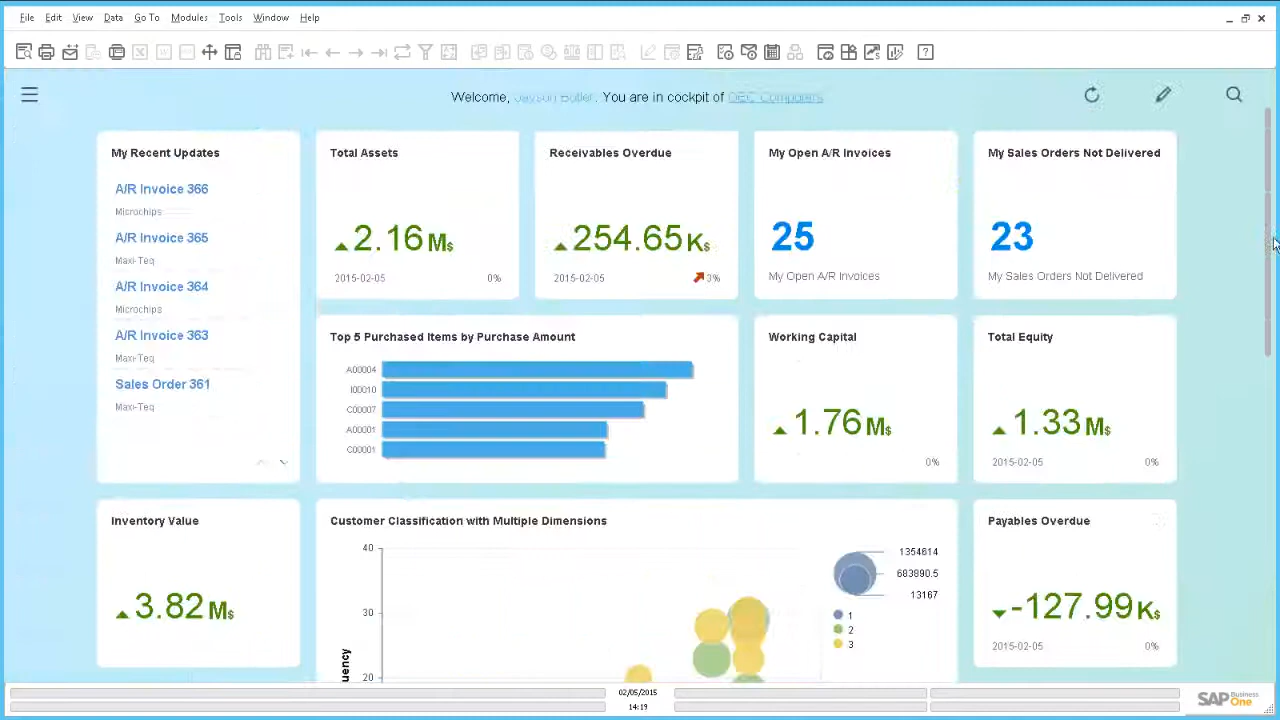 File Edit View Data Go To Modules Tools Window Help
Welcome, Jayson Butler. You are in cockpit of OEC Computers
My Recent Updates
A/R Invoice 366
Microchips
A/R Invoice 365
Maxi-Teq
A/R Invoice 364
Microchips
A/R Invoice 363
Maxi-Teq
Sales Order 361
Maxi-Teq
Total Assets
2.16 M$
2015-02-05 0%
Receivables Overdue
254.65 K$
2015-02-05 3%
My Open A/R Invoices
25
My Open A/R Invoices
My Sales Orders Not Delivered
23
My Sales Orders Not Delivered
Top 5 Purchased Items by Purchase Amount
A00004
I00010
C00007
A00001
C00001
Working Capital
1.76 M$
0%
Total Equity
1.33 M$
2015-02-05 0%
Inventory Value
3.82 M$
Customer Classification with Multiple Dimensions
40
30
20
uency
1354614
683890.5
13167
1
2
3
Payables Overdue
-127.99 K$
2015-02-05 0%
02/05/2015
14:19
SAP Business One